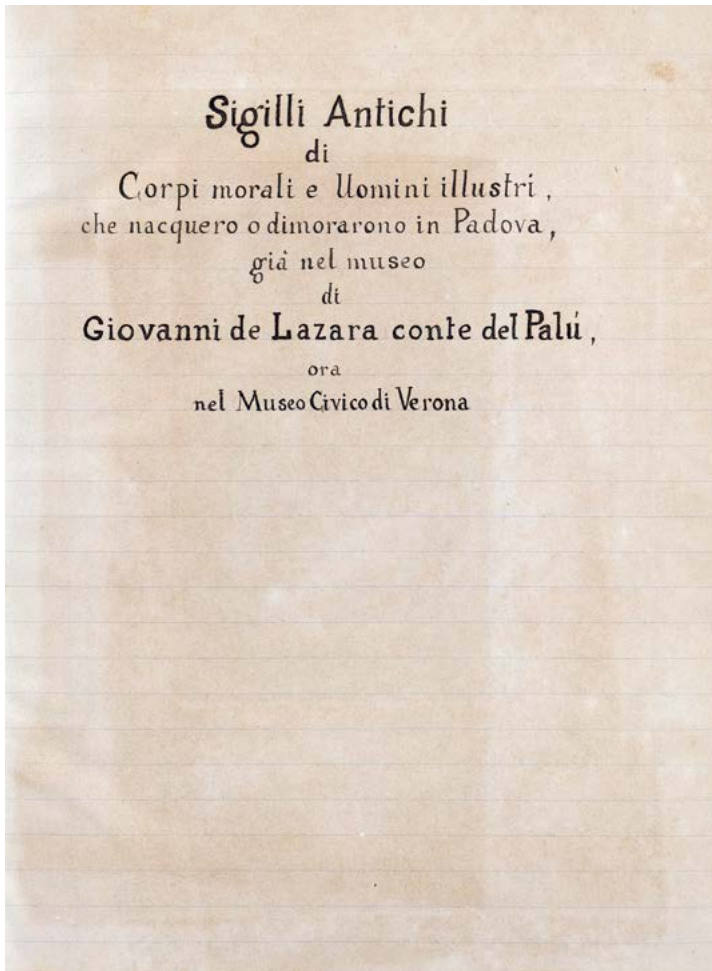 Sigilli Antichi
di
Corpi morali e Uomini illustri,
che nacquero o dimorarono in Padova,
già nel museo
di
Giovanni de Lazara conte del Palú,
ora
nel Museo Civico di Verona